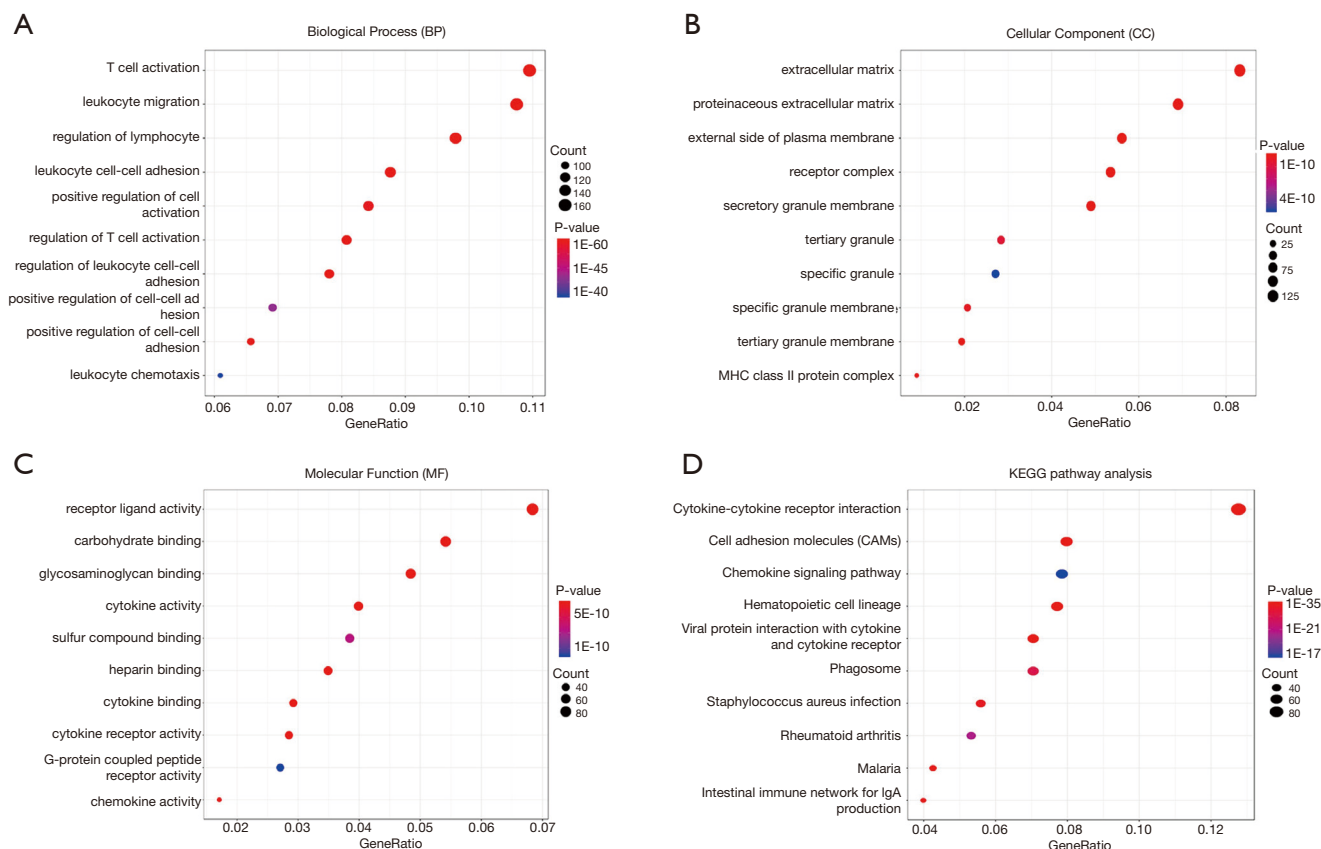 A
Biological Process (BP)
T cell activation
leukocyte migration
regulation of lymphocyte
leukocyte cell-cell adhesion
positive regulation of cell
activation
regulation of T cell activation
regulation of leukocyte cell-cell
adhesion
positive regulation of cell-cell ad
hesion
positive regulation of cell-cell
adhesion
leukocyte chemotaxis
0.06 0.07 0.08 0.09 0.10 0.11
GeneRatio
Count
100
120
140
160
P-value
1E-60
1E-45
1E-40
B
Cellular Component (CC)
extracellular matrix
proteinaceous extracellular matrix
external side of plasma membrane
receptor complex
secretory granule membrane
tertiary granule
specific granule
specific granule membrane
tertiary granule membrane
MHC class II protein complex
0.02 0.04 0.06 0.08
GeneRatio
P-value
1E-10
4E-10
Count
25
75
125
C
Molecular Function (MF)
receptor ligand activity
carbohydrate binding
glycosaminoglycan binding
cytokine activity
sulfur compound binding
heparin binding
cytokine binding
cytokine receptor activity
G-protein coupled peptide
receptor activity
chemokine activity
0.02 0.03 0.04 0.05 0.06 0.07
GeneRatio
P-value
5E-10
1E-10
Count
40
60
80
D
KEGG pathway analysis
Cytokine-cytokine receptor interaction
Cell adhesion molecules (CAMs)
Chemokine signaling pathway
Hematopoietic cell lineage
Viral protein interaction with cytokine
and cytokine receptor
Phagosome
Staphylococcus aureus infection
Rheumatoid arthritis
Malaria
Intestinal immune network for IgA
production
0.04 0.06 0.08 0.10 0.12
GeneRatio
P-value
1E-35
1E-21
1E-17
Count
40
60
80